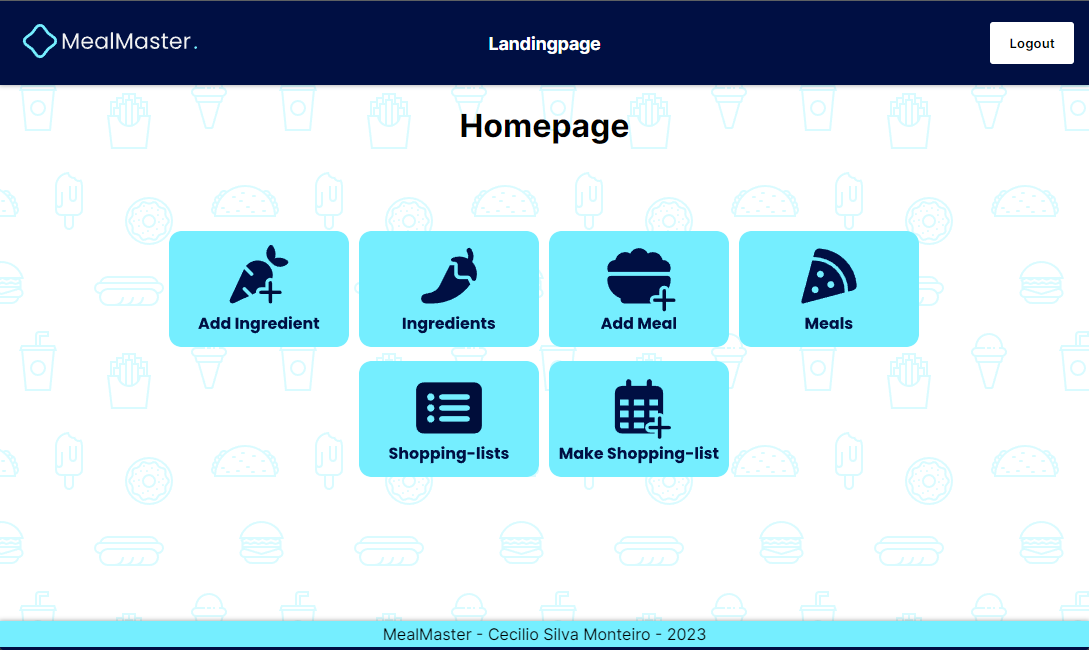 MealMaster.
Landingpage
Logout
Homepage
Add Ingredient
Ingredients
Add Meal
Meals
Shopping-lists
Make Shopping-list
MealMaster - Cecilio Silva Monteiro - 2023